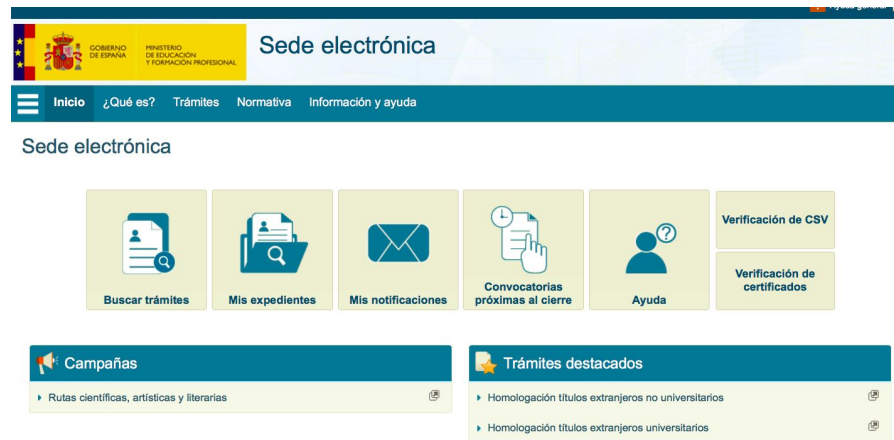 Ayuda general
GOBIERNO
DE ESPAÑA
MINISTERIO
DE EDUCACIÓN
Y FORMACIÓN PROFESIONAL
Sede electrónica
Inicio
¿Qué es?
Trámites
Normativa
Información y ayuda
Sede electrónica
Buscar trámites
Mis expedientes
Mis notificaciones
Convocatorias
próximas al cierre
Ayuda
Verificación de CSV
Verificación de
certificados
Campañas
Rutas científicas, artísticas y literarias
Trámites destacados
Homologación títulos extranjeros no universitarios
Homologación títulos extranjeros universitarios